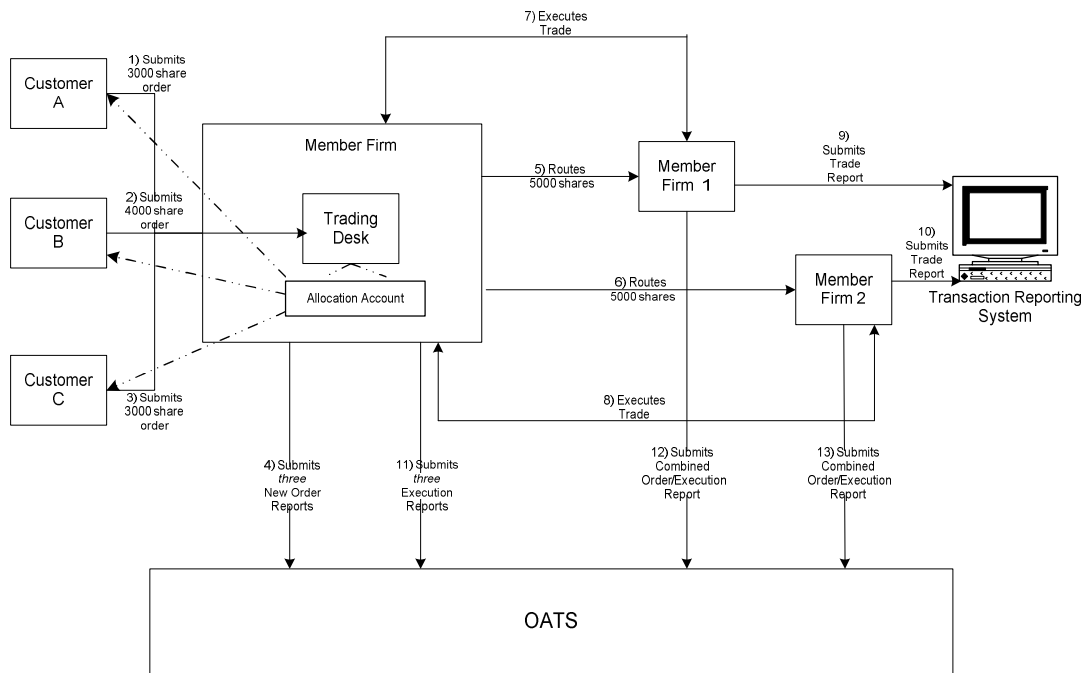 7) Executes
Trade
1) Submits
3000 share
order
Customer
A
Member Firm
5) Routes
5000 shares
Member
Firm 1
9)
Submits
Trade
Report
2) Submits
4000 share
order
Customer
B
Trading
Desk
10)
Submits
Trade
Report
Allocation Account
6) Routes
5000 shares
Member
Firm 2
Transaction Reporting
System
Customer
C
3) Submits
3000 share
order
8) Executes
Trade
4) Submits
three
New Order
Reports
11) Submits
three
Execution
Reports
12) Submits
Combined
Order/Execution
Report
13) Submits
Combined
Order/Execution
Report
OATS